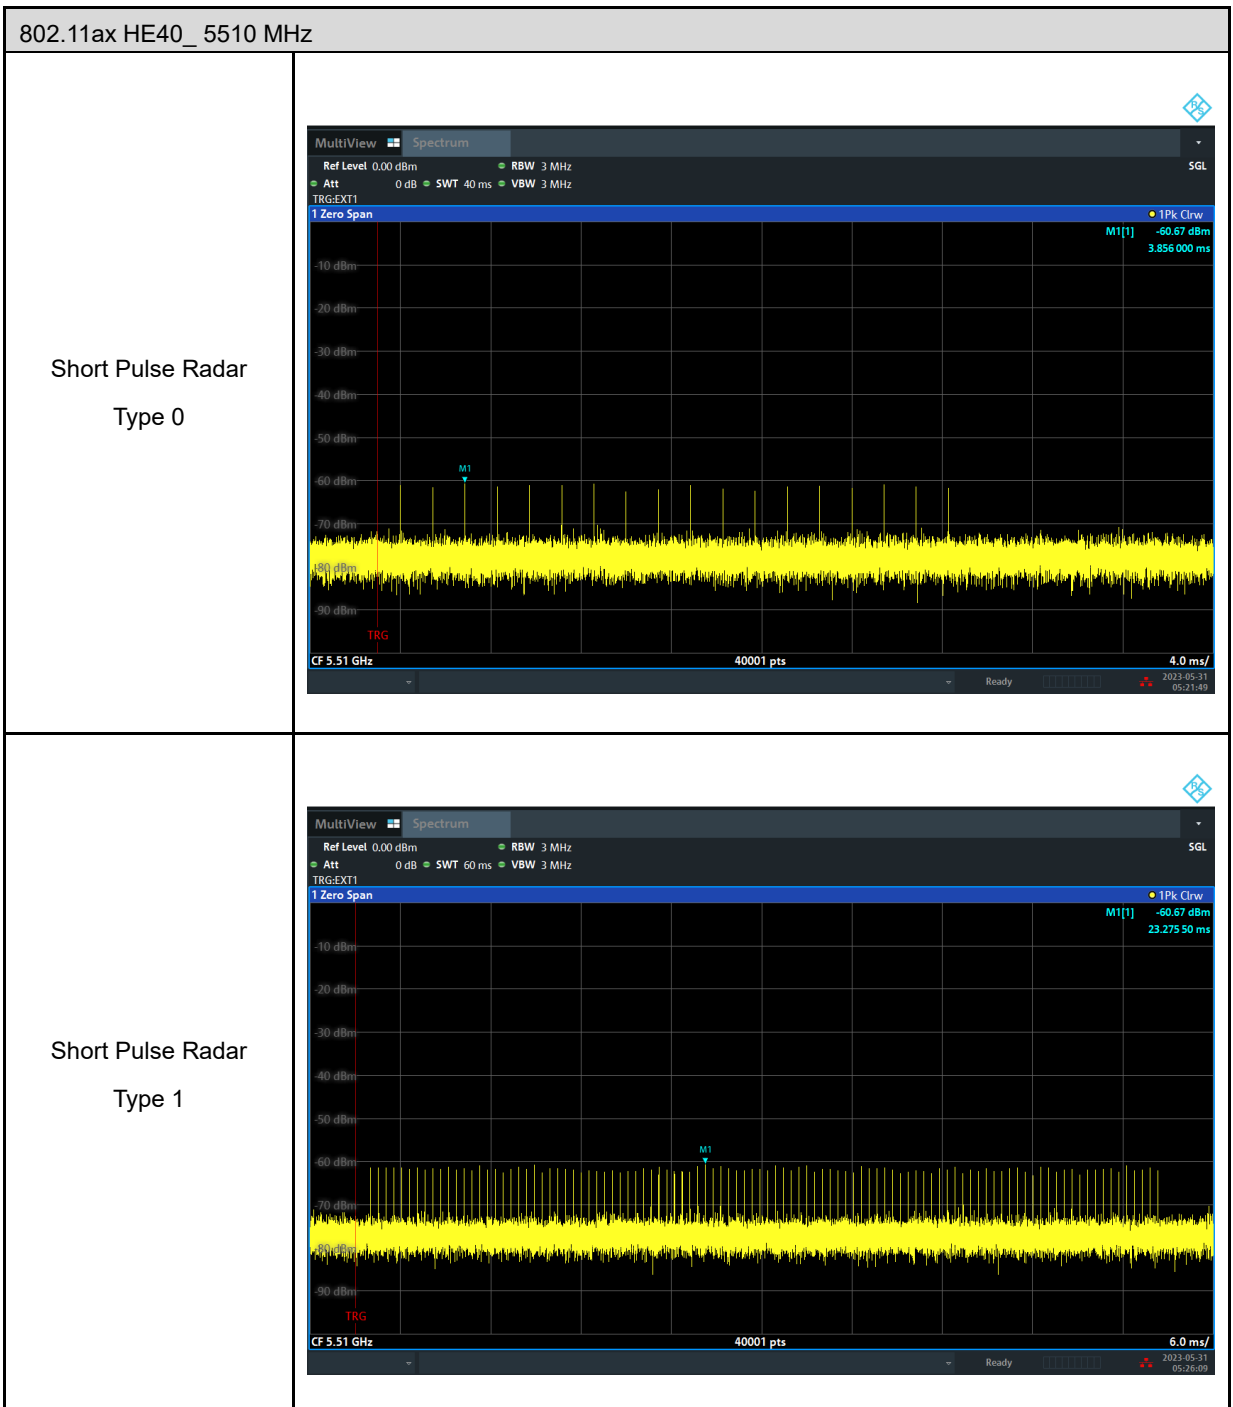 802.11ax HE40_ 5510 MHz
Short Pulse Radar
Type 0
R S
MultiView Spectrum
Ref Level 0.00 dBm RBW 3 MHz SGL
Att 0 dB SWT 40 ms VBW 3 MHz
TRG:EXT1
1 Zero Span 1Pk Clrw
M1[1] -60.67 dBm
3.856 000 ms
-10 dBm
-20 dBm
-30 dBm
-40 dBm
-50 dBm
M1
-60 dBm
-70 dBm
-80 dBm
-90 dBm
TRG
CF 5.51 GHz 40001 pts 4.0 ms/
Ready 2023-05-31
05:21:49
Short Pulse Radar
Type 1
R S
MultiView Spectrum
Ref Level 0.00 dBm RBW 3 MHz SGL
Att 0 dB SWT 60 ms VBW 3 MHz
TRG:EXT1
1 Zero Span 1Pk Clrw
M1[1] -60.67 dBm
23.275 50 ms
-10 dBm
-20 dBm
-30 dBm
-40 dBm
-50 dBm
M1
-60 dBm
-70 dBm
-80 dBm
-90 dBm
TRG
CF 5.51 GHz 40001 pts 6.0 ms/
Ready 2023-05-31
05:26:09